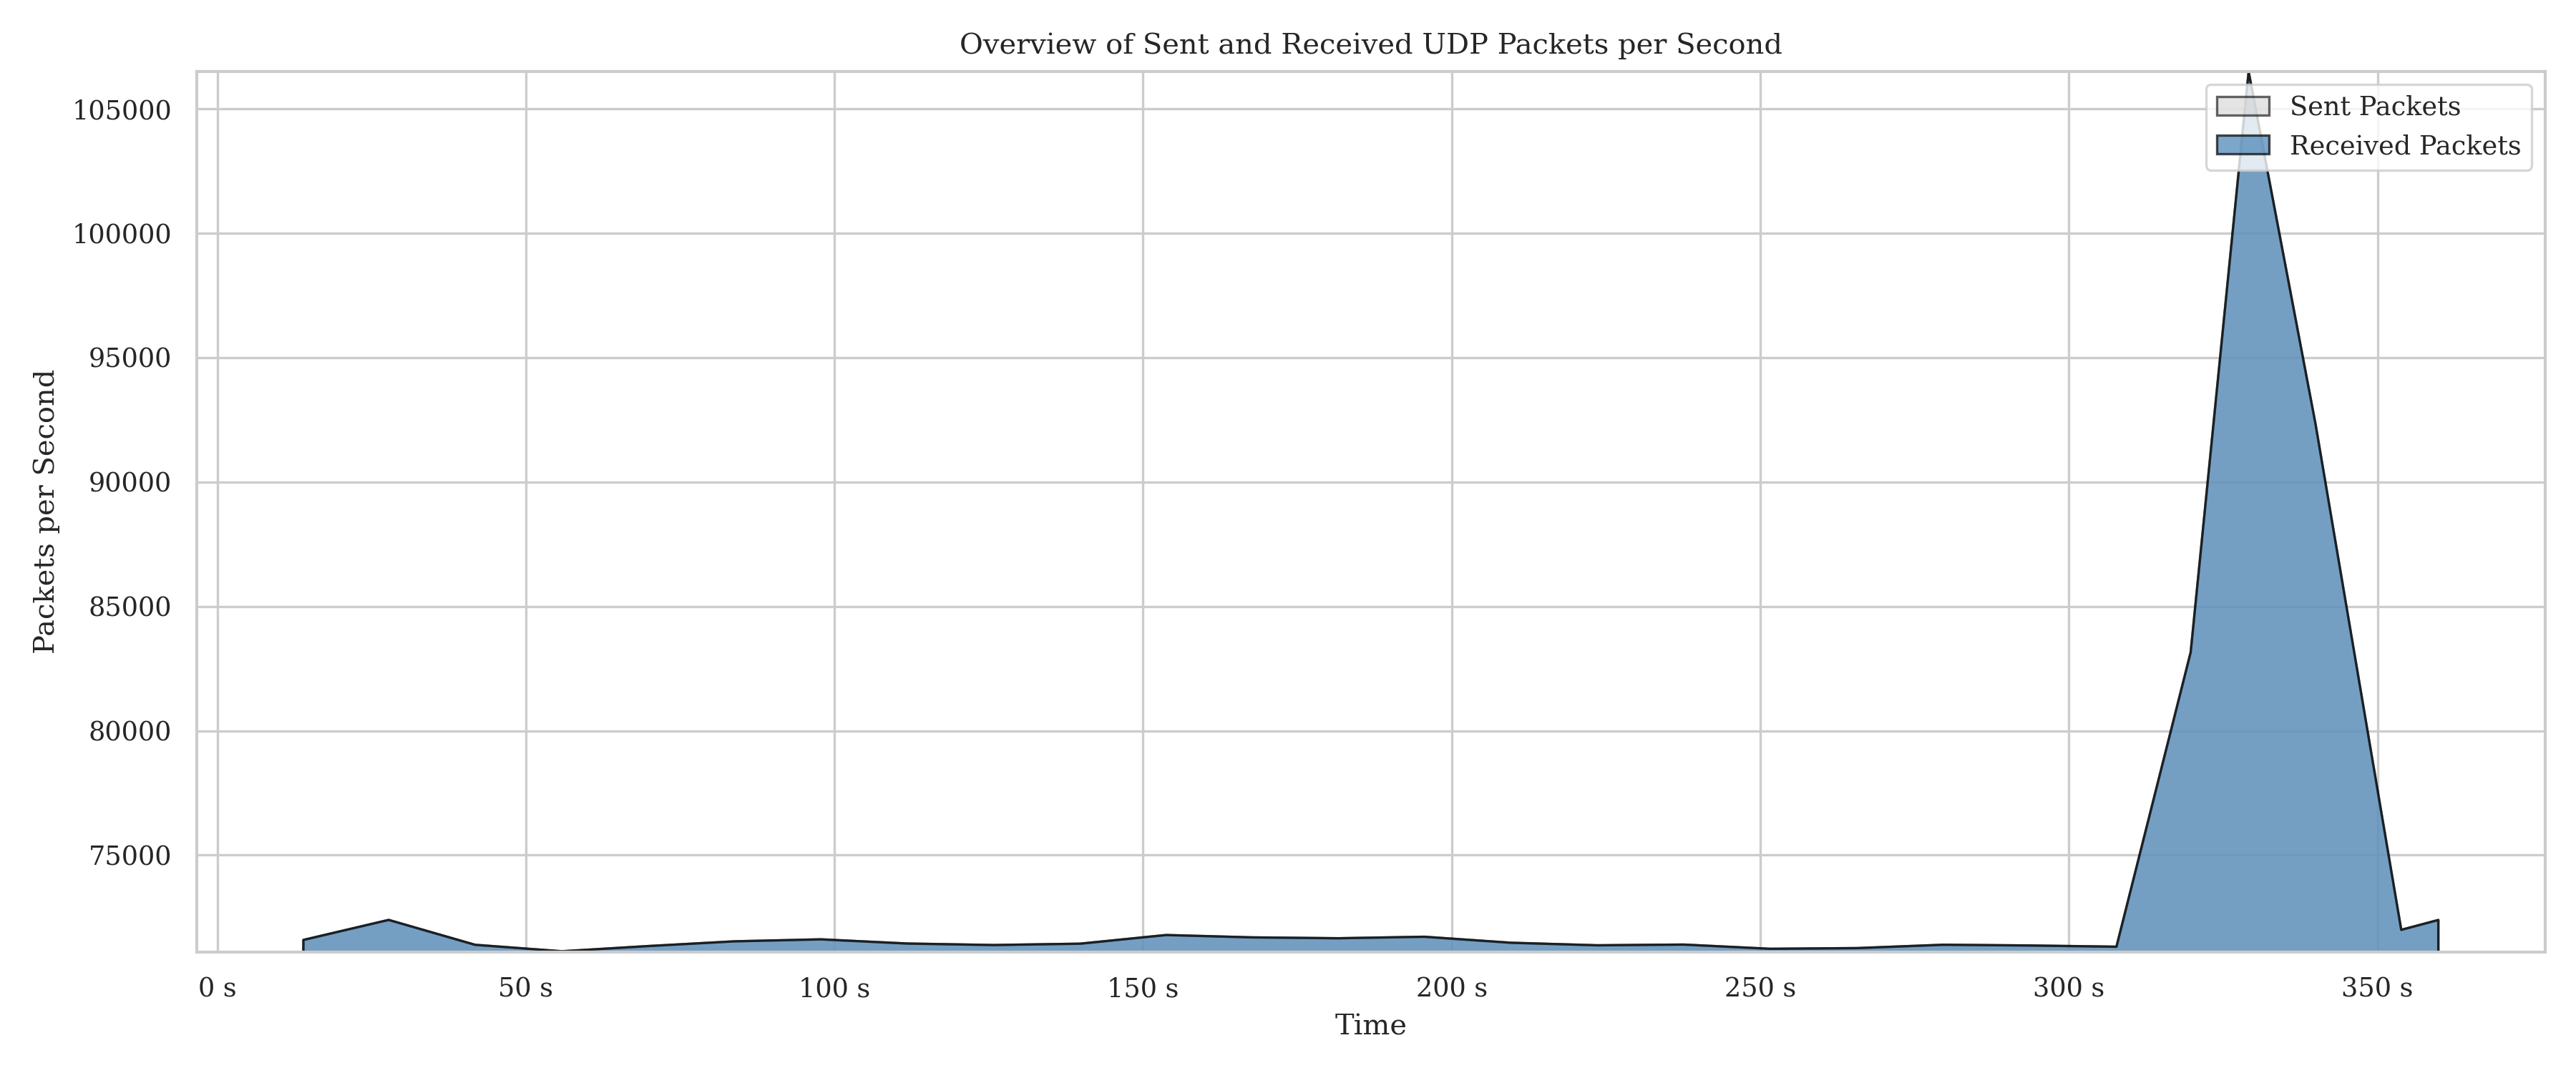 Overview of Sent and Received UDP Packets per Second
Sent Packets
Received Packets
Packets per Second
105000
100000
95000
90000
85000
80000
75000
0 s
50 s
100 s
150 s
200 s
250 s
300 s
350 s
Time